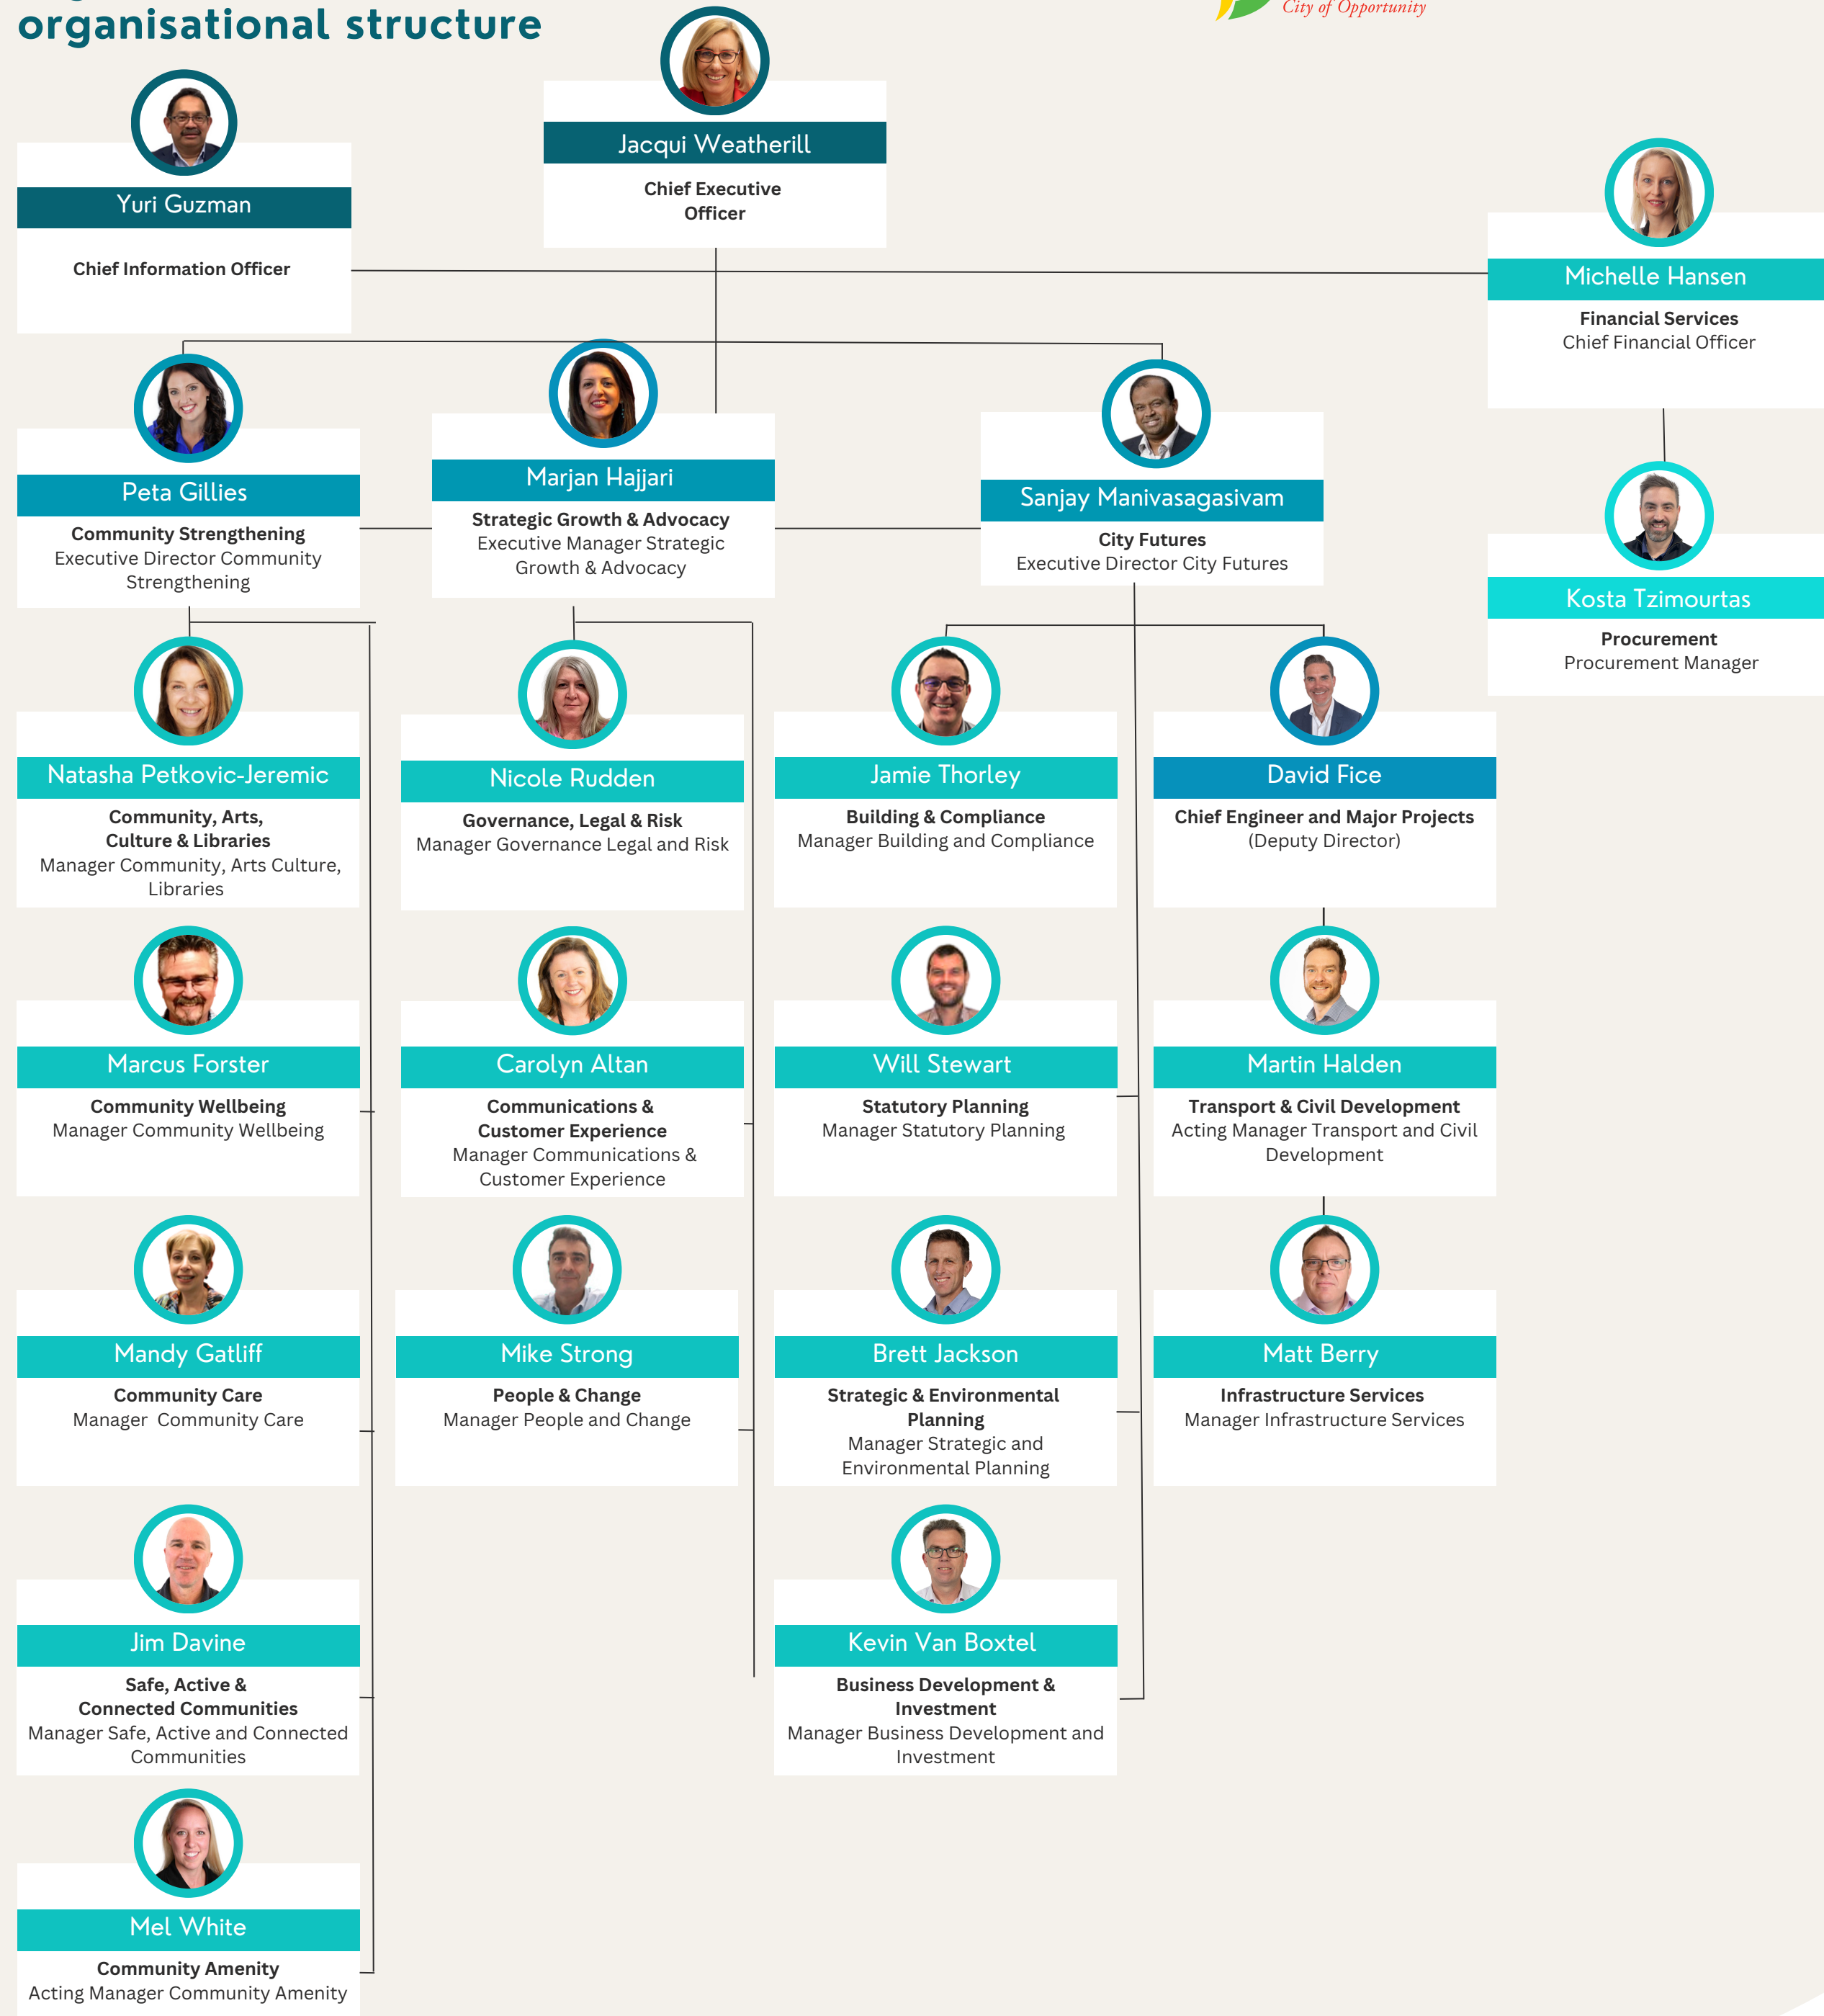 organisational structure
City of Opportunity
Jacqui Weatherill
Chief Executive
Officer
Yuri Guzman
Chief Information Officer
Michelle Hansen
Financial Services
Chief Financial Officer
Peta Gillies
Community Strengthening
Executive Director Community
Strengthening
Marjan Hajjari
Strategic Growth & Advocacy
Executive Manager Strategic
Growth & Advocacy
Sanjay Manivasagasivam
City Futures
Executive Director City Futures
Kosta Tzimourtas
Procurement
Procurement Manager
Natasha Petkovic-Jeremic
Community, Arts,
Culture & Libraries
Manager Community, Arts Culture,
Libraries
Nicole Rudden
Governance, Legal & Risk
Manager Governance Legal and Risk
Jamie Thorley
Building & Compliance
Manager Building and Compliance
David Fice
Chief Engineer and Major Projects
(Deputy Director)
Marcus Forster
Community Wellbeing
Manager Community Wellbeing
Carolyn Altan
Communications &
Customer Experience
Manager Communications &
Customer Experience
Will Stewart
Statutory Planning
Manager Statutory Planning
Martin Halden
Transport & Civil Development
Acting Manager Transport and Civil
Development
Mandy Gatliff
Community Care
Manager  Community Care
Mike Strong
People & Change
Manager People and Change
Brett Jackson
Strategic & Environmental
Planning
Manager Strategic and
Environmental Planning
Matt Berry
Infrastructure Services
Manager Infrastructure Services
Jim Davine
Safe, Active &
Connected Communities
Manager Safe, Active and Connected
Communities
Kevin Van Boxtel
Business Development &
Investment
Manager Business Development and
Investment
Mel White
Community Amenity
Acting Manager Community Amenity